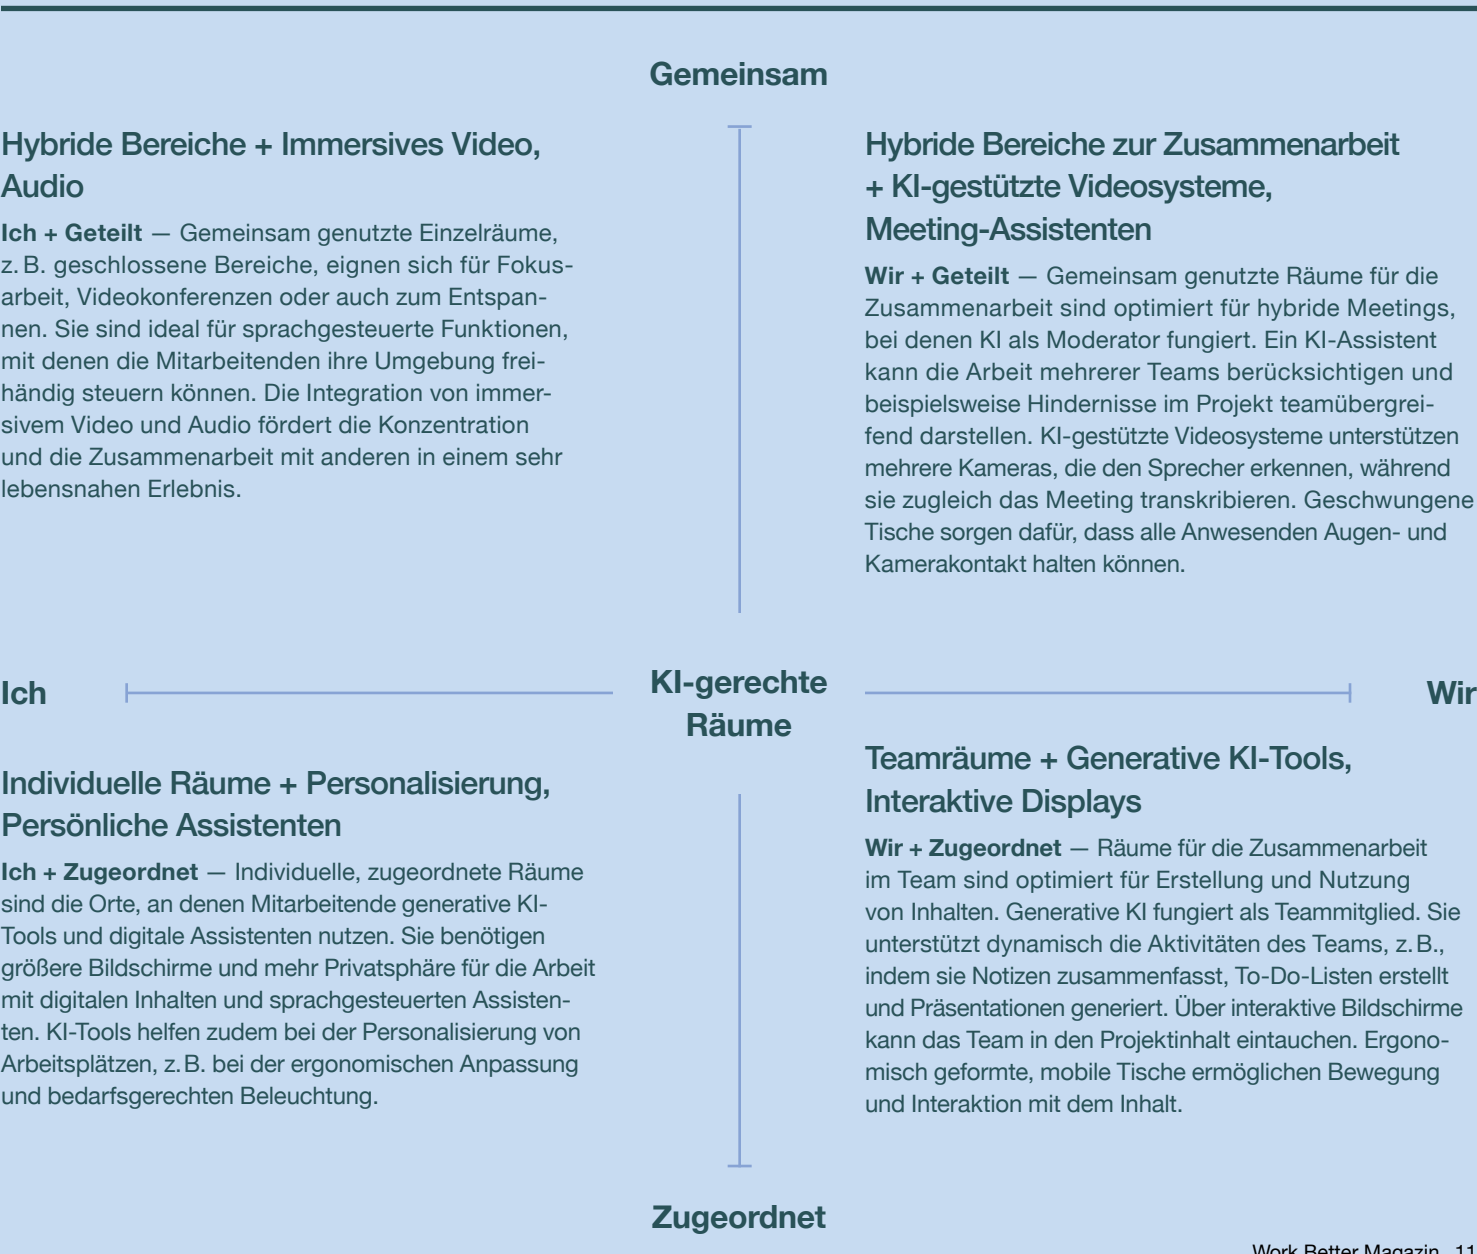 Gemeinsam
Hybride Bereiche + Immersives Video,
Audio
Ich + Geteilt — Gemeinsam genutzte Einzelräume,
z. B. geschlossene Bereiche, eignen sich für Fokus-
arbeit, Videokonferenzen oder auch zum Entspan-
nen. Sie sind ideal für sprachgesteuerte Funktionen,
mit denen die Mitarbeitenden ihre Umgebung frei-
händig steuern können. Die Integration von immer-
sivem Video und Audio fördert die Konzentration
und die Zusammenarbeit mit anderen in einem sehr
lebensnahen Erlebnis.
Hybride Bereiche zur Zusammenarbeit
+ KI-gestützte Videosysteme,
Meeting-Assistenten
Wir + Geteilt — Gemeinsam genutzte Räume für die
Zusammenarbeit sind optimiert für hybride Meetings,
bei denen KI als Moderator fungiert. Ein KI-Assistent
kann die Arbeit mehrerer Teams berücksichtigen und
beispielsweise Hindernisse im Projekt teamübergrei-
fend darstellen. KI-gestützte Videosysteme unterstützen
mehrere Kameras, die den Sprecher erkennen, während
sie zugleich das Meeting transkribieren. Geschwungene
Tische sorgen dafür, dass alle Anwesenden Augen- und
Kamerakontakt halten können.
Ich
KI-gerechte
Räume
Wir
Individuelle Räume + Personalisierung,
Persönliche Assistenten
Ich + Zugeordnet — Individuelle, zugeordnete Räume
sind die Orte, an denen Mitarbeitende generative KI-
Tools und digitale Assistenten nutzen. Sie benötigen
größere Bildschirme und mehr Privatsphäre für die Arbeit
mit digitalen Inhalten und sprachgesteuerten Assisten-
ten. KI-Tools helfen zudem bei der Personalisierung von
Arbeitsplätzen, z. B. bei der ergonomischen Anpassung
und bedarfsgerechten Beleuchtung.
Teamräume + Generative KI-Tools,
Interaktive Displays
Wir + Zugeordnet — Räume für die Zusammenarbeit
im Team sind optimiert für Erstellung und Nutzung
von Inhalten. Generative KI fungiert als Teammitglied. Sie
unterstützt dynamisch die Aktivitäten des Teams, z. B.,
indem sie Notizen zusammenfasst, To-Do-Listen erstellt
und Präsentationen generiert. Über interaktive Bildschirme
kann das Team in den Projektinhalt eintauchen. Ergono-
misch geformte, mobile Tische ermöglichen Bewegung
und Interaktion mit dem Inhalt.
Zugeordnet
Work Better Magazin 11